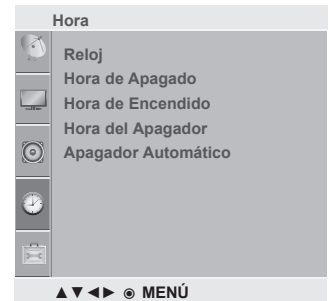 Hora
Reloj
Hora de Apagado
Hora de Encendido
Hora del Apagador
Apagador Automático
▲▼◄► ◉ MENÚ